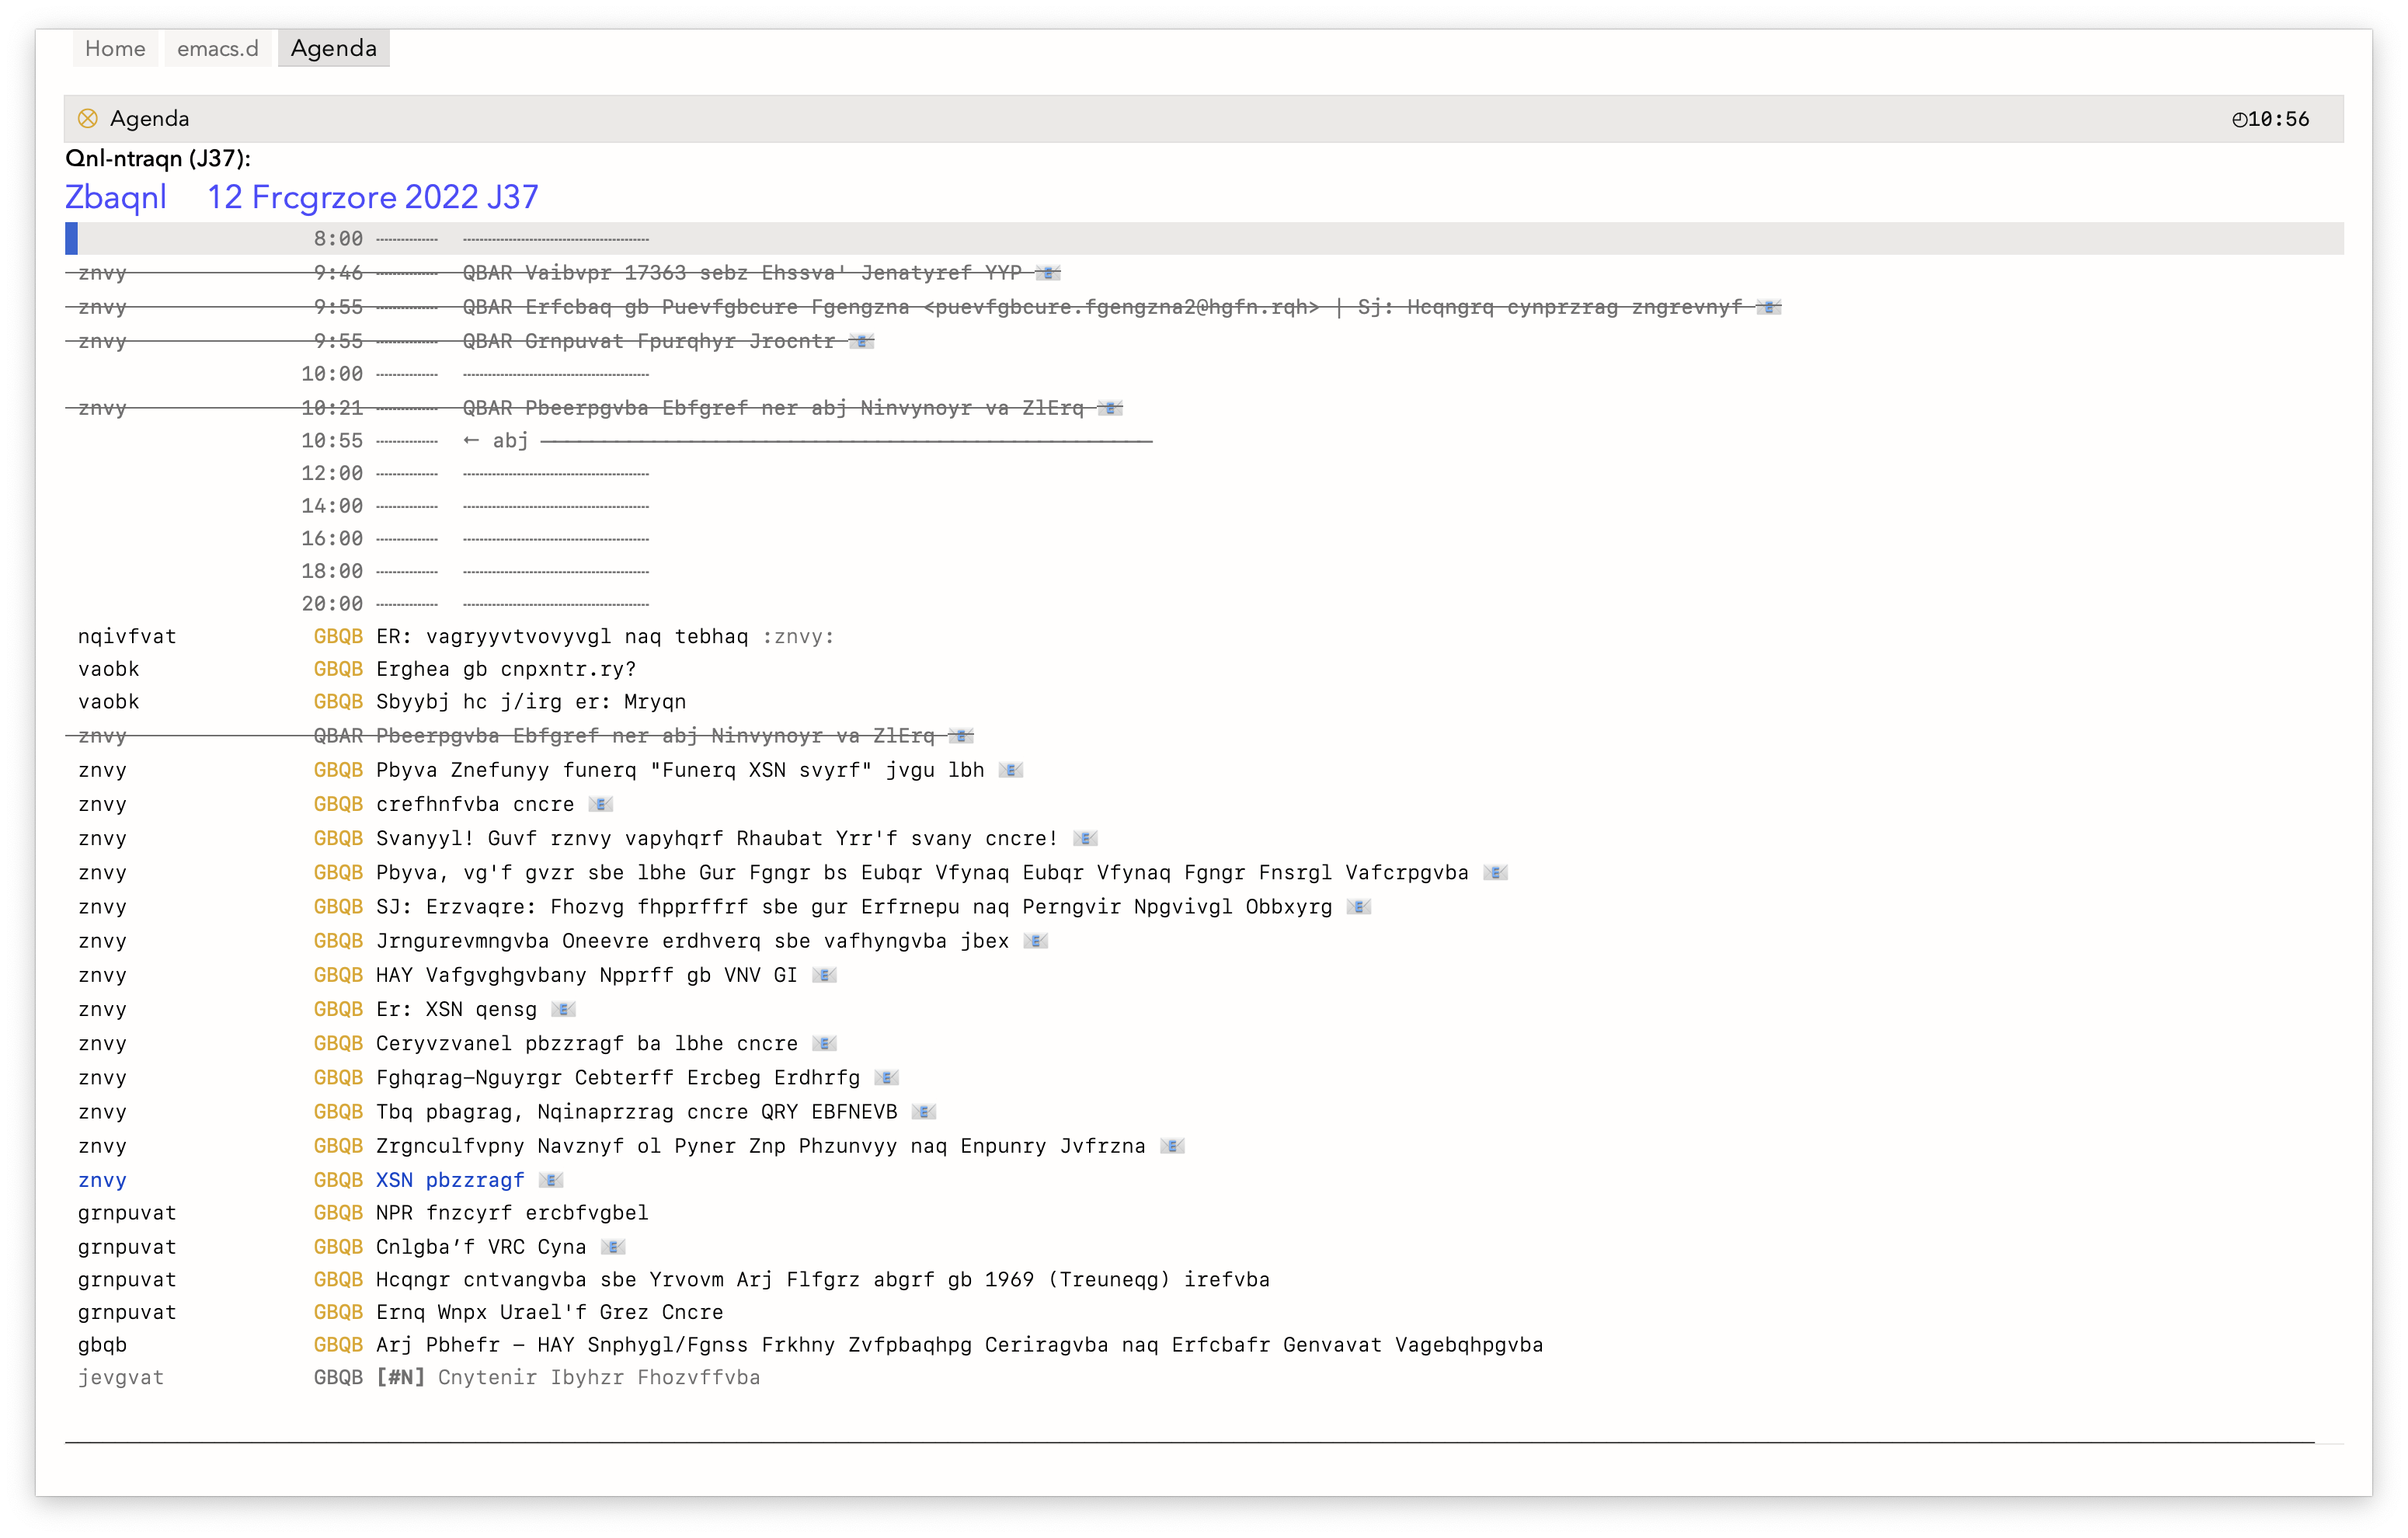 Home emacs.d Agenda
Agenda ◴10:56
Qnl-ntraqn (J37):
Zbaqnl 12 Frcgrzore 2022 J37
8:00 ┄┄┄┄┄ ┄┄┄┄┄┄┄┄┄┄┄┄┄┄┄
znvy 9:46 ┄┄┄┄┄ QBAR Vaibvpr 17363 sebz Ehssva' Jenatyref YYP
znvy 9:55 ┄┄┄┄┄ QBAR Erfcbaq gb Puevfgbcure Fgengzna <puevfgbcure.fgengzna2@hgfn.rqh> | Sj: Hcqngrq cynprzrag zngrevnyf
znvy 9:55 ┄┄┄┄┄ QBAR Grnpuvat Fpurqhyr Jrocntr
10:00 ┄┄┄┄┄ ┄┄┄┄┄┄┄┄┄┄┄┄┄┄┄
znvy 10:21 ┄┄┄┄┄ QBAR Pbeerpgvba Ebfgref ner abj Ninvynoyr va ZlErq
10:55 ┄┄┄┄┄ ← abj ─────────────────────────────────────────────────
12:00 ┄┄┄┄┄ ┄┄┄┄┄┄┄┄┄┄┄┄┄┄┄
14:00 ┄┄┄┄┄ ┄┄┄┄┄┄┄┄┄┄┄┄┄┄┄
16:00 ┄┄┄┄┄ ┄┄┄┄┄┄┄┄┄┄┄┄┄┄┄
18:00 ┄┄┄┄┄ ┄┄┄┄┄┄┄┄┄┄┄┄┄┄┄
20:00 ┄┄┄┄┄ ┄┄┄┄┄┄┄┄┄┄┄┄┄┄┄
nqivfvat GBQB ER: vagryyvtvovyvgl naq tebhaq :znvy:
vaobk GBQB Erghea gb cnpxntr.ry?
vaobk GBQB Sbyybj hc j/irg er: Mryqn
znvy QBAR Pbeerpgvba Ebfgref ner abj Ninvynoyr va ZlErq
znvy GBQB Pbyva Znefunyy funerq "Funerq XSN svyrf" jvgu lbh
znvy GBQB crefhnfvba cncre
znvy GBQB Svanyyl! Guvf rznvy vapyhqrf Rhaubat Yrr'f svany cncre!
znvy GBQB Pbyva, vg'f gvzr sbe lbhe Gur Fgngr bs Eubqr Vfynaq Eubqr Vfynaq Fgngr Fnsrgl Vafcrpgvba
znvy GBQB SJ: Erzvaqre: Fhozvg fhpprffrf sbe gur Erfrnepu naq Perngvir Npgvivgl Obbxyrg
znvy GBQB Jrngurevmngvba Oneevre erdhverq sbe vafhyngvba jbex
znvy GBQB HAY Vafgvghgvbany Npprff gb VNV GI
znvy GBQB Er: XSN qensg
znvy GBQB Ceryvzvanel pbzzragf ba lbhe cncre
znvy GBQB Fghqrag–Nguyrgr Cebterff Ercbeg Erdhrfg
znvy GBQB Tbq pbagrag, Nqinaprzrag cncre QRY EBFNEVB
znvy GBQB Zrgnculfvpny Navznyf ol Pyner Znp Phzunvyy naq Enpunry Jvfrzna
znvy GBQB XSN pbzzragf
grnpuvat GBQB NPR fnzcyrf ercbfvgbel
grnpuvat GBQB Cnlgba’f VRC Cyna
grnpuvat GBQB Hcqngr cntvangvba sbe Yrvovm Arj Flfgrz abgrf gb 1969 (Treuneqg) irefvba
grnpuvat GBQB Ernq Wnpx Urael'f Grez Cncre
gbqb GBQB Arj Pbhefr – HAY Snphygl/Fgnss Frkhny Zvfpbaqhpg Ceriragvba naq Erfcbafr Genvavat Vagebqhpgvba
jevgvat GBQB [#N] Cnytenir Ibyhzr Fhozvffvba